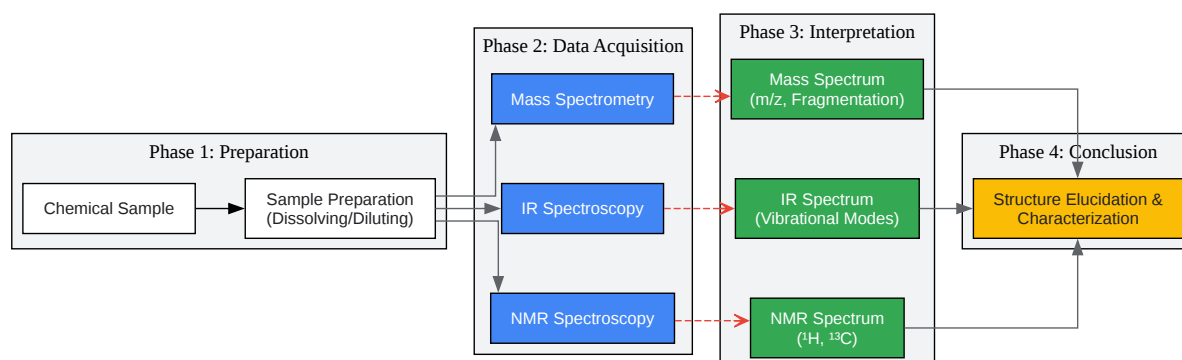 Phase 1: Preparation
Chemical Sample
Sample Preparation
(Dissolving/Diluting)
Phase 2: Data Acquisition
Mass Spectrometry
IR Spectroscopy
NMR Spectroscopy
Phase 3: Interpretation
Mass Spectrum
(m/z, Fragmentation)
IR Spectrum
(Vibrational Modes)
NMR Spectrum
(¹H, ¹³C)
Phase 4: Conclusion
Structure Elucidation &
Characterization